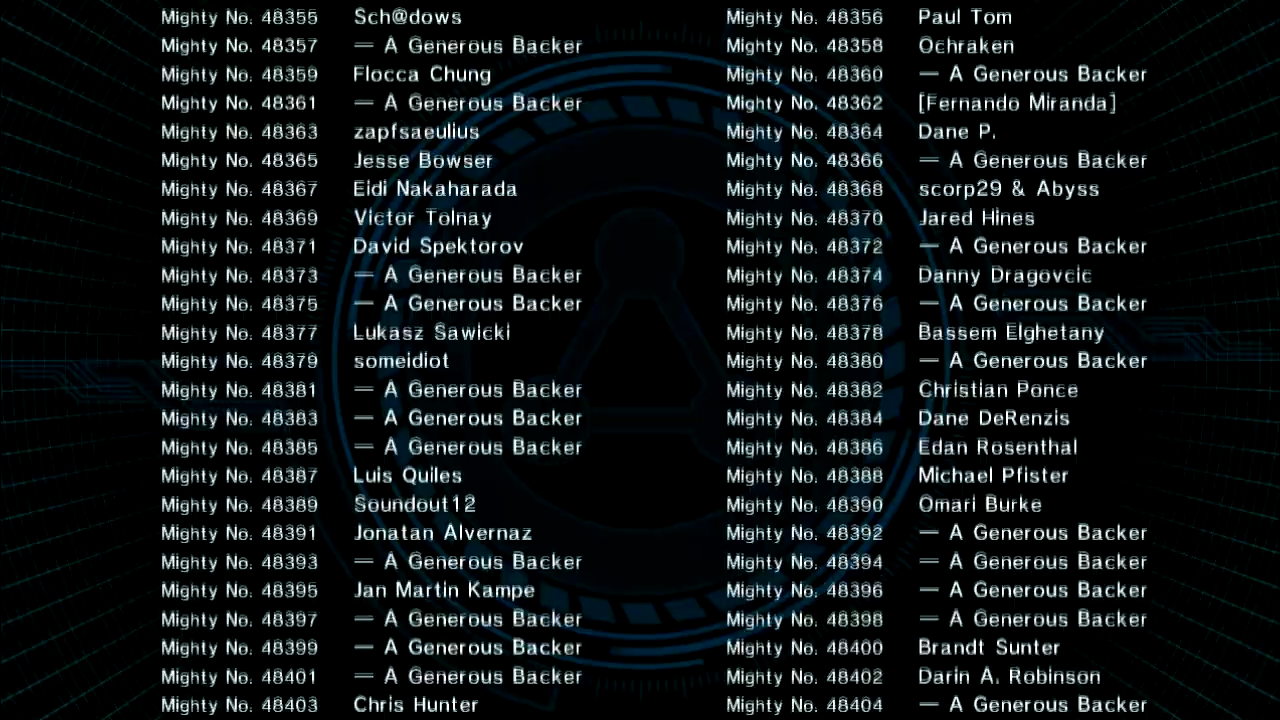 Mighty No. 48355 Sch@dows Mighty No. 48356 Paul Tom
Mighty No. 48357 — A Generous Backer Mighty No. 48358 Ochraken
Mighty No. 48359 Flocca Chung Mighty No. 48360 — A Generous Backer
Mighty No. 48361 — A Generous Backer Mighty No. 48362 [Fernando Miranda]
Mighty No. 48363 zapfsaeulius Mighty No. 48364 Dane P.
Mighty No. 48365 Jesse Bowser Mighty No. 48366 — A Generous Backer
Mighty No. 48367 Eidi Nakaharada Mighty No. 48368 scorp29 & Abyss
Mighty No. 48369 Victor Tolnay Mighty No. 48370 Jared Hines
Mighty No. 48371 David Spektorov Mighty No. 48372 — A Generous Backer
Mighty No. 48373 — A Generous Backer Mighty No. 48374 Danny Dragovcic
Mighty No. 48375 — A Generous Backer Mighty No. 48376 — A Generous Backer
Mighty No. 48377 Lukasz Sawicki Mighty No. 48378 Bassem Elghetany
Mighty No. 48379 someidiot Mighty No. 48380 — A Generous Backer
Mighty No. 48381 — A Generous Backer Mighty No. 48382 Christian Ponce
Mighty No. 48383 — A Generous Backer Mighty No. 48384 Dane DeRenzis
Mighty No. 48385 — A Generous Backer Mighty No. 48386 Edan Rosenthal
Mighty No. 48387 Luis Quiles Mighty No. 48388 Michael Pfister
Mighty No. 48389 Soundout12 Mighty No. 48390 Omari Burke
Mighty No. 48391 Jonatan Alvernaz Mighty No. 48392 — A Generous Backer
Mighty No. 48393 — A Generous Backer Mighty No. 48394 — A Generous Backer
Mighty No. 48395 Jan Martin Kampe Mighty No. 48396 — A Generous Backer
Mighty No. 48397 — A Generous Backer Mighty No. 48398 — A Generous Backer
Mighty No. 48399 — A Generous Backer Mighty No. 48400 Brandt Sunter
Mighty No. 48401 — A Generous Backer Mighty No. 48402 Darin A. Robinson
Mighty No. 48403 Chris Hunter Mighty No. 48404 — A Generous Backer